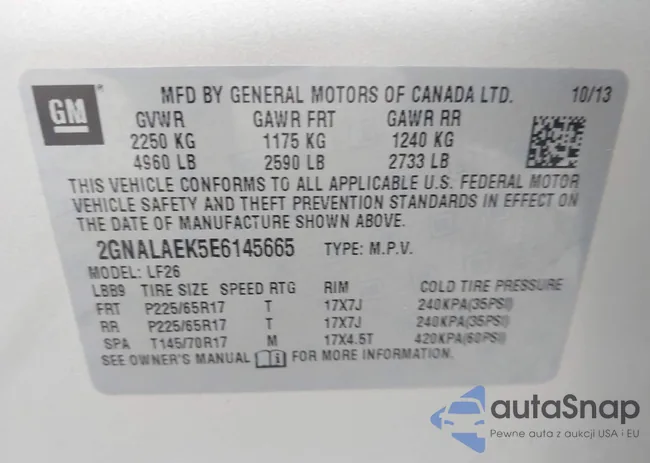 GM
MFD BY GENERAL MOTORS OF CANADA LTD. 10/13
GVWR GAWR FRT GAWR RR
2250 KG 1175 KG 1240 KG
4960 LB 2590 LB 2733 LB
THIS VEHICLE CONFORMS TO ALL APPLICABLE U.S. FEDERAL MOTOR
VEHICLE SAFETY AND THEFT PREVENTION STANDARDS IN EFFECT ON
THE DATE OF MANUFACTURE SHOWN ABOVE.
2GNALAEK5E6145665 TYPE: M.P.V.
MODEL: LF26
LBB9 TIRE SIZE SPEED RTG RIM COLD TIRE PRESSURE
FRT P225/65R17 T 17X7J 240KPA(35PSI)
RR P225/65R17 T 17X7J 240KPA(35PSI)
SPA T145/70R17 M 17X4.5T 420KPA(60PSI)
SEE OWNER'S MANUAL FOR MORE INFORMATION.
autaSnap
Pewne auta z aukcji USA i EU